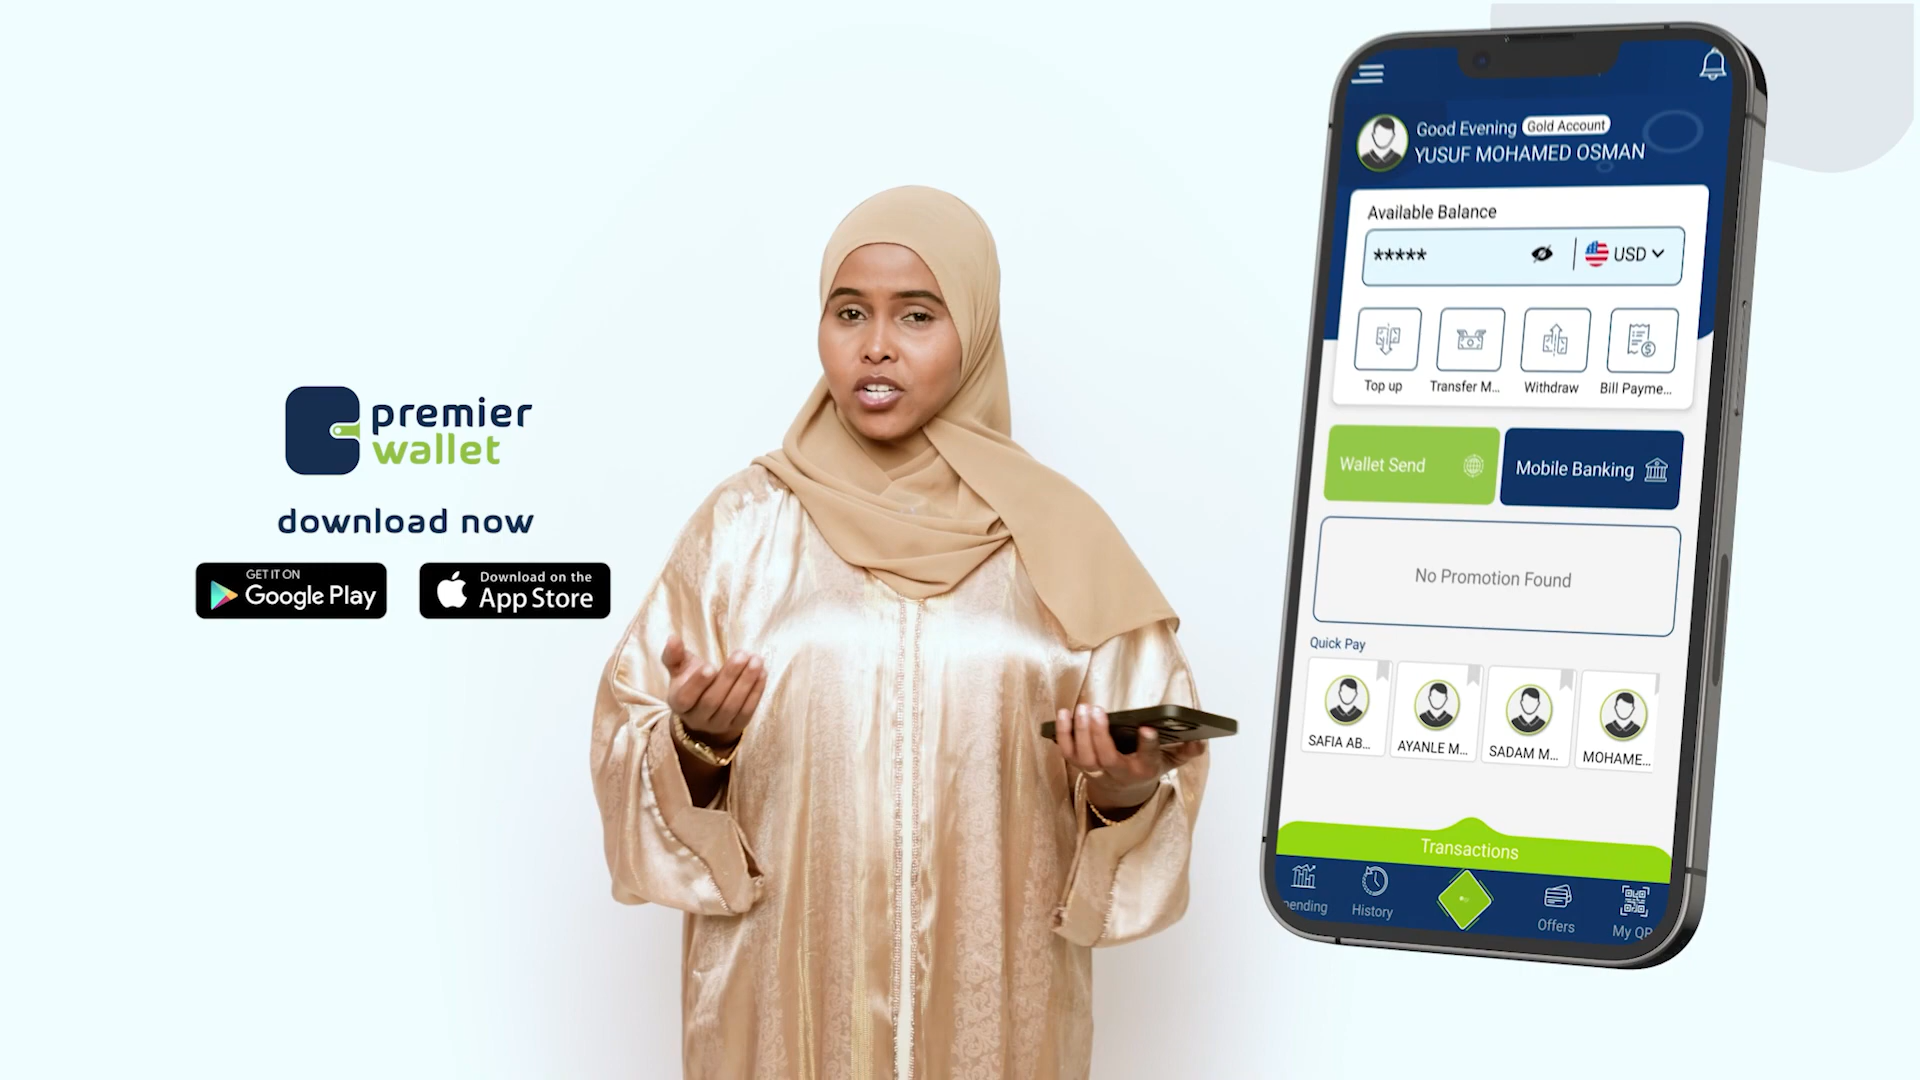 premier
wallet
download now
GET IT ON
Google Play
Download on the
App Store
Good Evening Gold Account
YUSUF MOHAMED OSMAN
Available Balance
***** USD
Top up Transfer M... Withdraw Bill Payme...
Wallet Send Mobile Banking
No Promotion Found
Quick Pay
SAFIA AB... AYANLE M... SADAM M... MOHAME...
Transactions
pending History Offers My QR